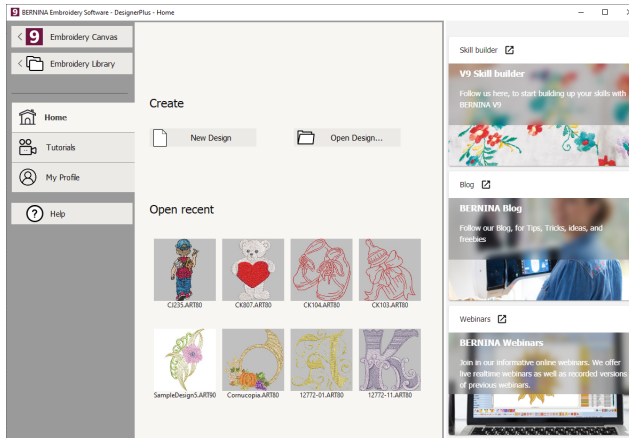 9 BERNINA Embroidery Software - DesignerPlus - Home
9 Embroidery Canvas
Embroidery Library
Home
Tutorials
My Profile
? Help
Create
New Design
Open Design...
Open recent
CJ235.ART80
CK807.ART80
CK104.ART80
CK103.ART80
SampleDesign5.ART90
Cornucopia.ART80
12772-01.ART80
12772-11.ART80
Skill builder
V9 Skill builder
Follow us here, to start building up your skills with
BERNINA V9
Blog
BERNINA Blog
Follow our Blog, for Tips, Tricks, ideas, and
freebies
Webinars
BERNINA Webinars
Join in our informative online webinars. We offer
live realtime webinars as well as recorded versions
of previous webinars.